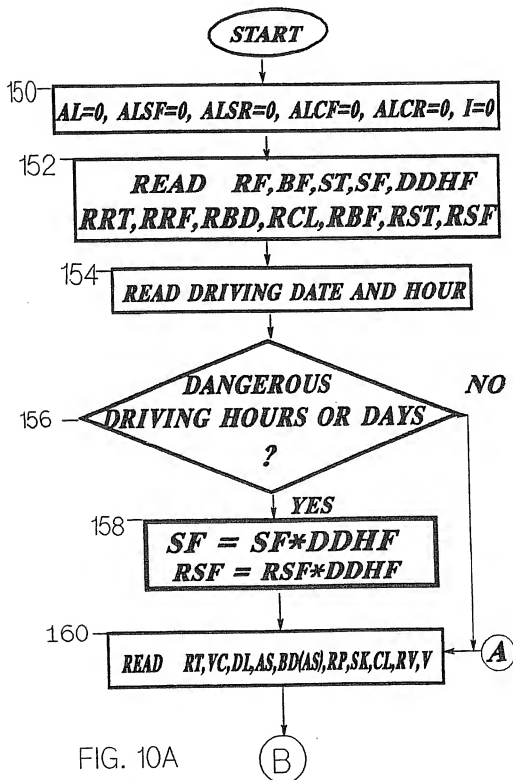 START
150
AL=0, ALSF=0, ALSR=0, ALCF=0, ALCR=0, I=0
152
READ RF,BF,ST,SF,DDHF
RRT,RRF,RBD,RCL,RBF,RST,RSF
154
READ DRIVING DATE AND HOUR
DANGEROUS
NO
156
DRIVING HOURS OR DAYS
?
YES
158
SF = SF*DDHF
RSF = RSF*DDHF
160
READ RT,VC,DL,AS,BD(AS),RP,SK,CL,RV,V
A
FIG. 10A
B